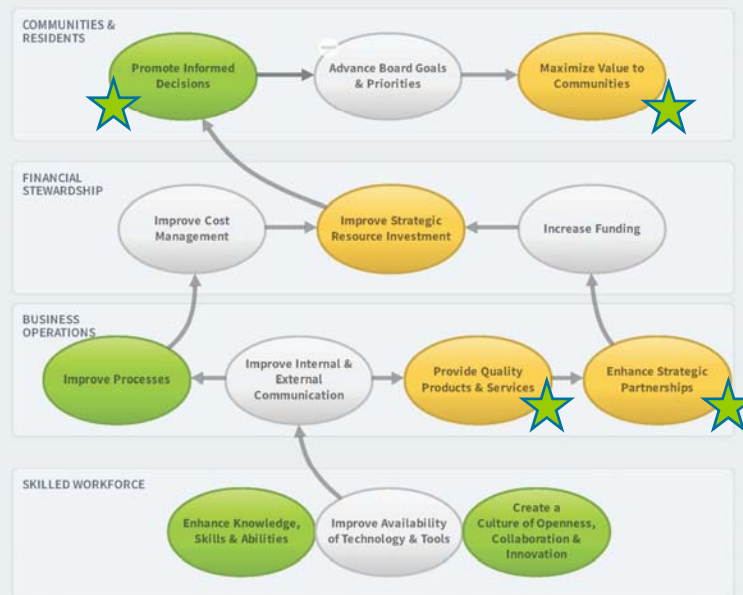 COMMUNITIES &
RESIDENTS
Promote Informed
Decisions
Advance Board Goals
& Priorities
Maximize Value to
Communities
FINANCIAL
STEWARDSHIP
Improve Cost
Management
Improve Strategic
Resource Investment
Increase Funding
BUSINESS
OPERATIONS
Improve Processes
Improve Internal &
External
Communication
Provide Quality
Products & Services
Enhance Strategic
Partnerships
SKILLED WORKFORCE
Enhance Knowledge,
Skills & Abilities
Improve Availability
of Technology & Tools
Create a
Culture of Openness,
Collaboration &
Innovation